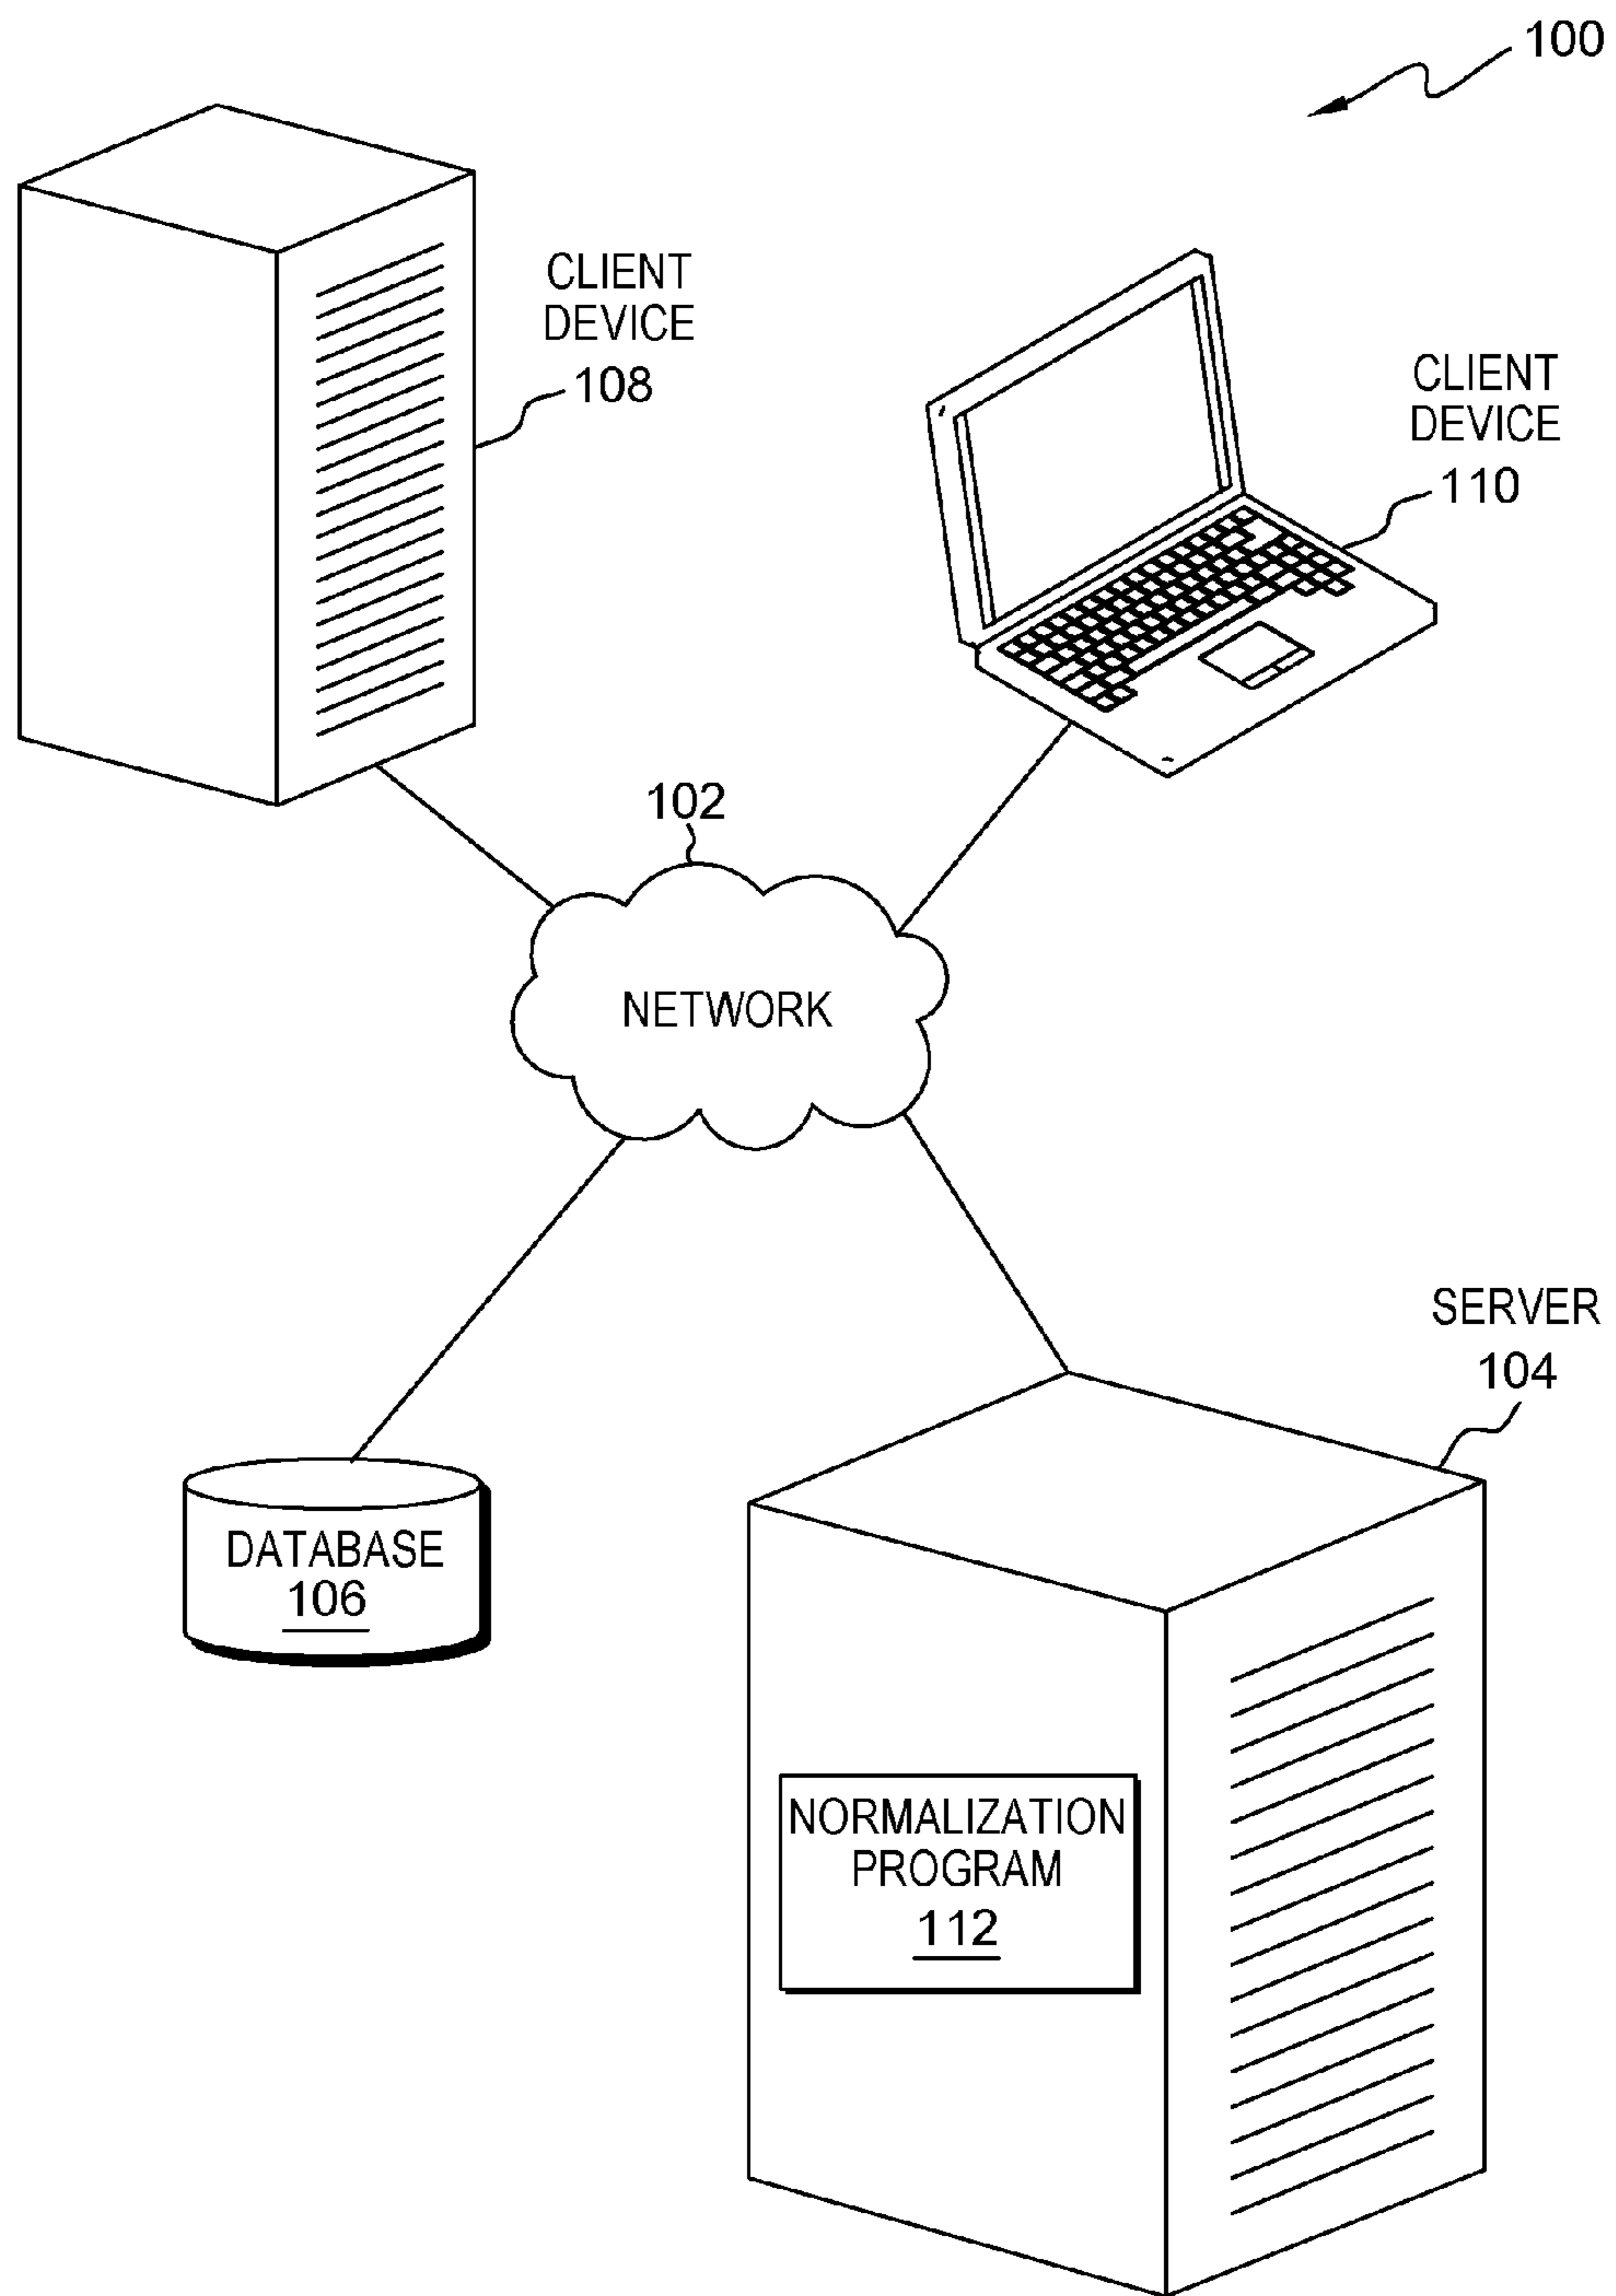 100
CLIENT
DEVICE
108
CLIENT
DEVICE
110
102
NETWORK
SERVER
104
DATABASE
106
NORMALIZATION
PROGRAM
112